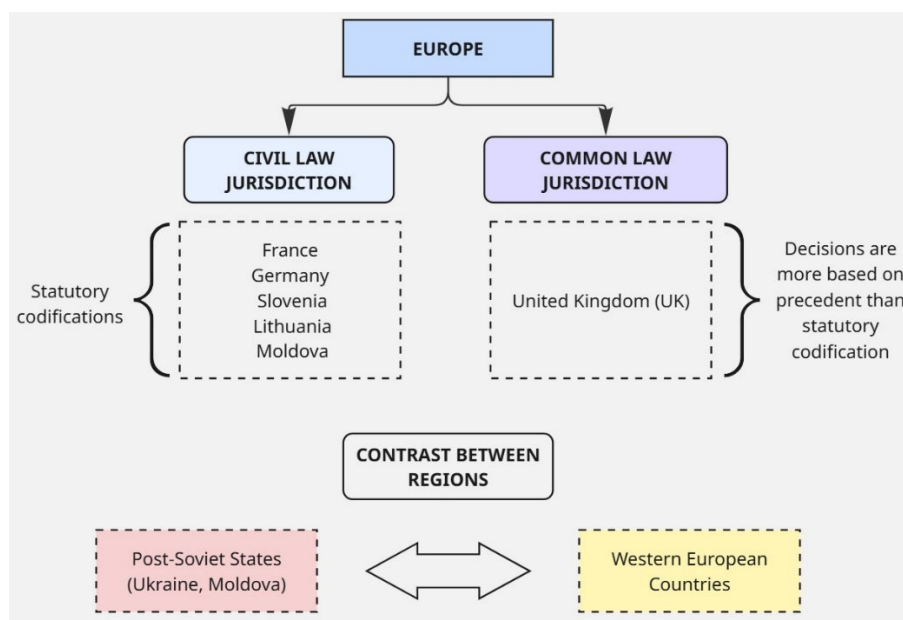 EUROPE
CIVIL LAW
JURISDICTION
COMMON LAW
JURISDICTION
Statutory
codifications
France
Germany
Slovenia
Lithuania
Moldova
United Kingdom (UK)
Decisions are
more based on
precedent than
statutory
codification
CONTRAST BETWEEN
REGIONS
Post-Soviet States
(Ukraine, Moldova)
Western European
Countries